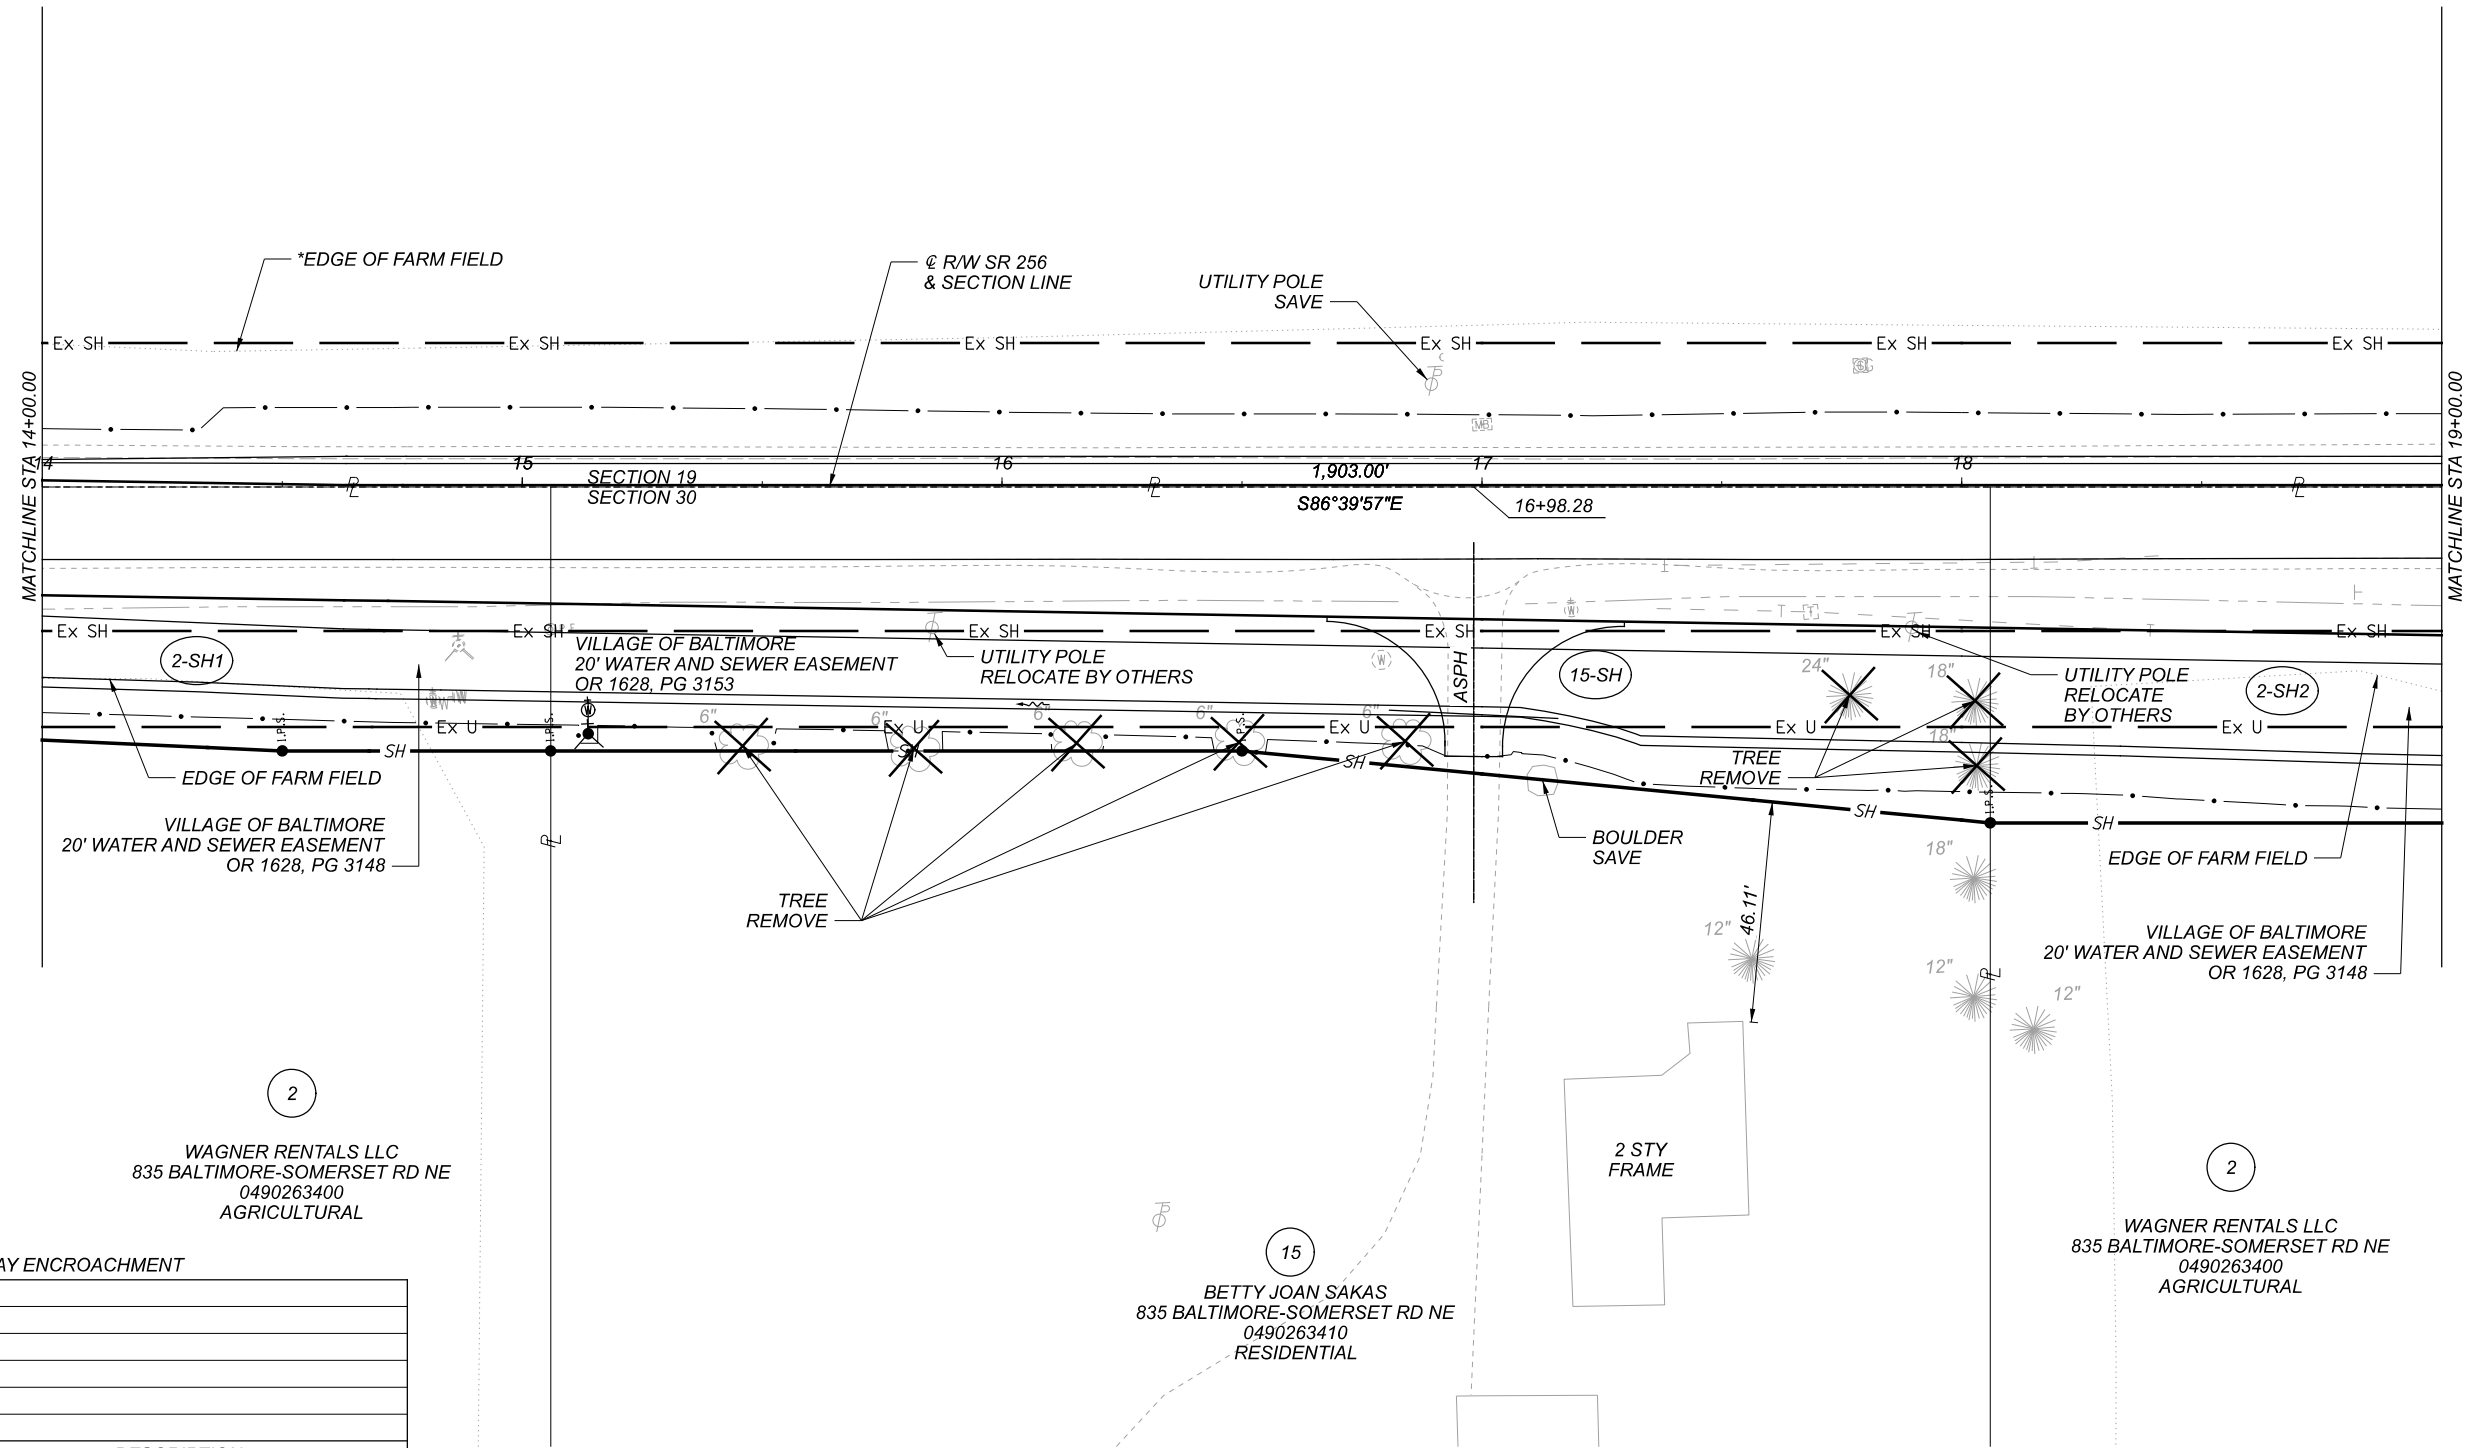 *EDGE OF FARM FIELD
℄ R/W SR 256
& SECTION LINE
UTILITY POLE
SAVE
Ex SH
Ex SH
Ex SH
Ex SH
Ex SH
Ex SH
MATCHLINE STA 14+00.00
MATCHLINE STA 19+00.00
MB
14
15
16
17
18
SECTION 19
SECTION 30
1,903.00'
S86°39'57"E
16+98.28
Ex SH
Ex SH
Ex SH
Ex SH
Ex SH
Ex SH
2-SH1
VILLAGE OF BALTIMORE
20' WATER AND SEWER EASEMENT
OR 1628, PG 3153
UTILITY POLE
RELOCATE BY OTHERS
W
W
T
ASPH
15-SH
24"
18"
18"
UTILITY POLE
RELOCATE
BY OTHERS
2-SH2
6"
6"
6"
6"
6"
W
Ex U
Ex U
Ex U
Ex U
Ex U
I.P.S.
I.P.S.
I.P.S.
I.P.S.
SH
SH
SH
SH
SH
EDGE OF FARM FIELD
TREE
REMOVE
VILLAGE OF BALTIMORE
20' WATER AND SEWER EASEMENT
OR 1628, PG 3148
BOULDER
SAVE
18"
EDGE OF FARM FIELD
TREE
REMOVE
46.11'
12"
12"
12"
VILLAGE OF BALTIMORE
20' WATER AND SEWER EASEMENT
OR 1628, PG 3148
2
WAGNER RENTALS LLC
835 BALTIMORE-SOMERSET RD NE
0490263400
AGRICULTURAL
2 STY
FRAME
2
WAGNER RENTALS LLC
835 BALTIMORE-SOMERSET RD NE
0490263400
AGRICULTURAL
15
BETTY JOAN SAKAS
835 BALTIMORE-SOMERSET RD NE
0490263410
RESIDENTIAL
AY ENCROACHMENT